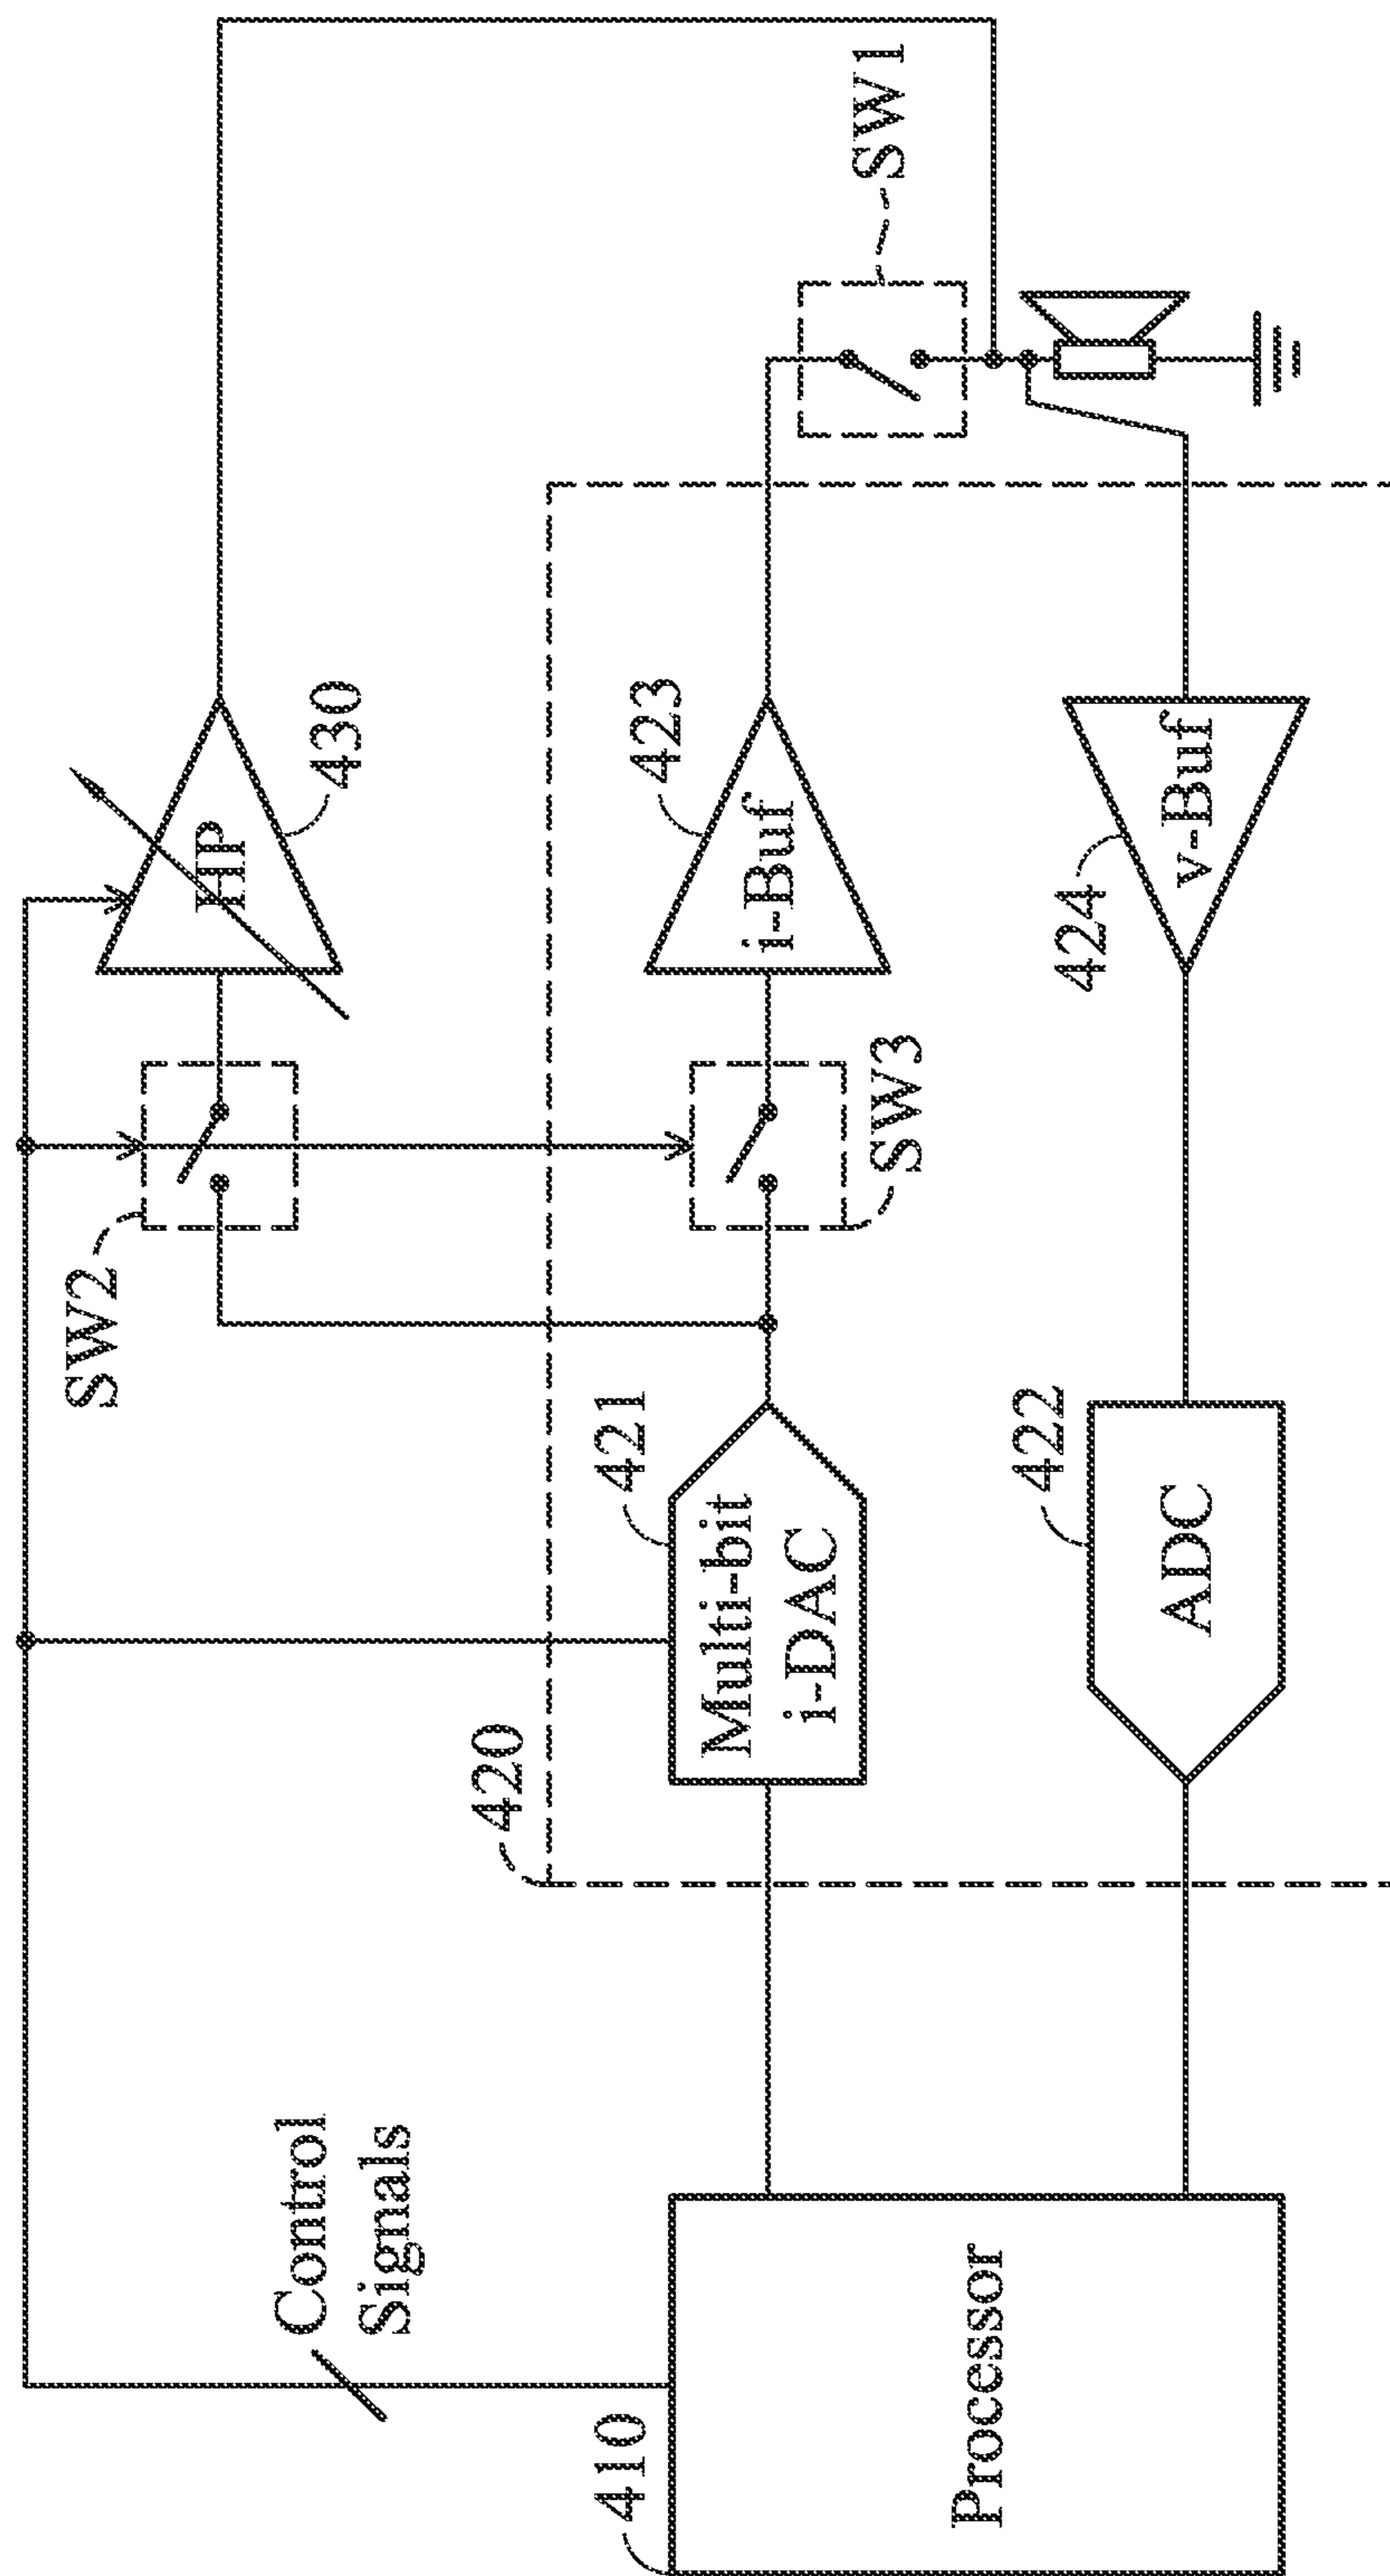 Control
Signals
410
Processor
420
SW2
421
Multi-bit
i-DAC
422
ADC
SW3
HP
430
423
i-Buf
424
v-Buf
SW1